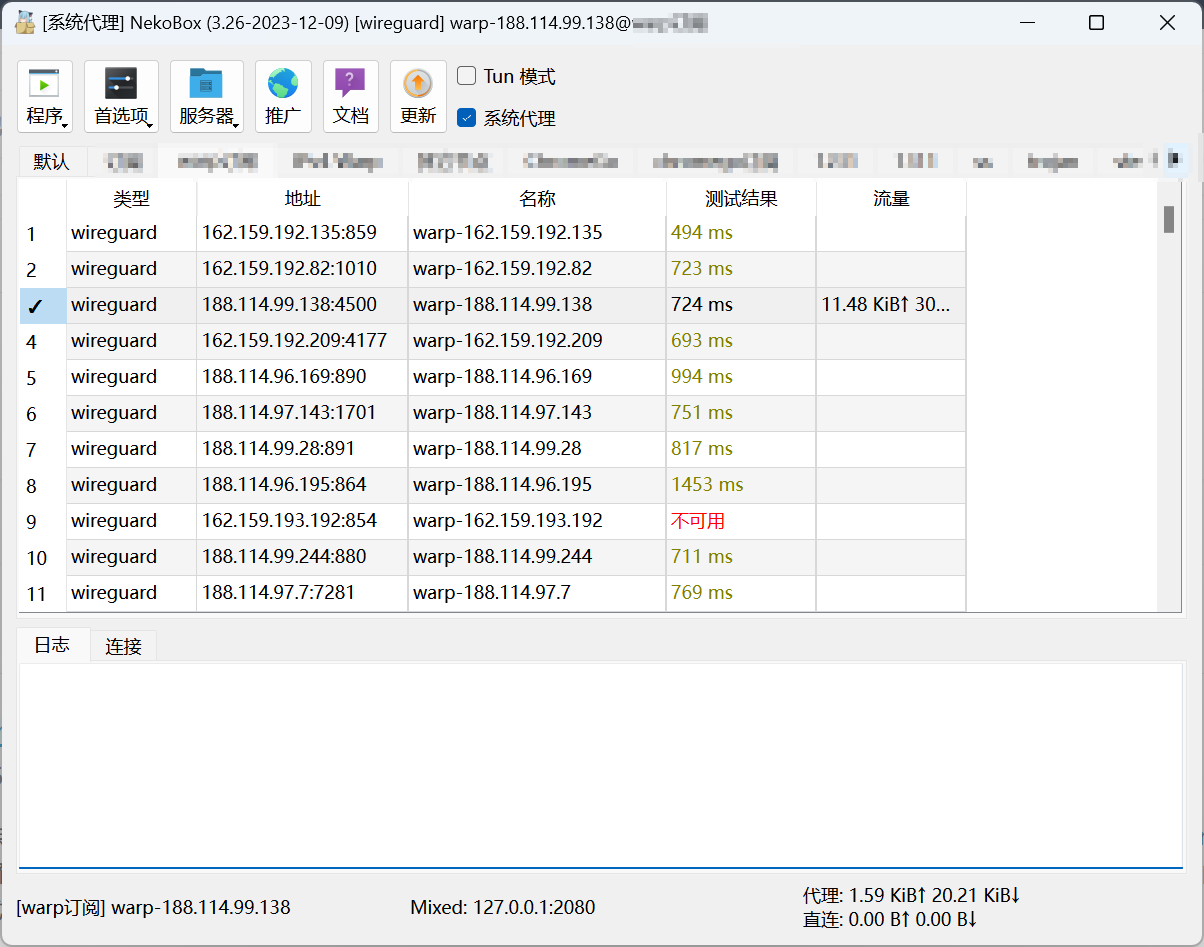 [系统代理] NekoBox (3.26-2023-12-09) [wireguard] warp-188.114.99.138@
程序 首选项 服务器 推广 文档 更新
Tun 模式
系统代理
默认
类型 地址 名称 测试结果 流量
1 wireguard 162.159.192.135:859 warp-162.159.192.135 494 ms
2 wireguard 162.159.192.82:1010 warp-162.159.192.82 723 ms
✓ wireguard 188.114.99.138:4500 warp-188.114.99.138 724 ms 11.48 KiB↑ 30...
4 wireguard 162.159.192.209:4177 warp-162.159.192.209 693 ms
5 wireguard 188.114.96.169:890 warp-188.114.96.169 994 ms
6 wireguard 188.114.97.143:1701 warp-188.114.97.143 751 ms
7 wireguard 188.114.99.28:891 warp-188.114.99.28 817 ms
8 wireguard 188.114.96.195:864 warp-188.114.96.195 1453 ms
9 wireguard 162.159.193.192:854 warp-162.159.193.192 不可用
10 wireguard 188.114.99.244:880 warp-188.114.99.244 711 ms
11 wireguard 188.114.97.7:7281 warp-188.114.97.7 769 ms
日志 连接
[warp订阅] warp-188.114.99.138 Mixed: 127.0.0.1:2080
代理: 1.59 KiB↑ 20.21 KiB↓
直连: 0.00 B↑ 0.00 B↓